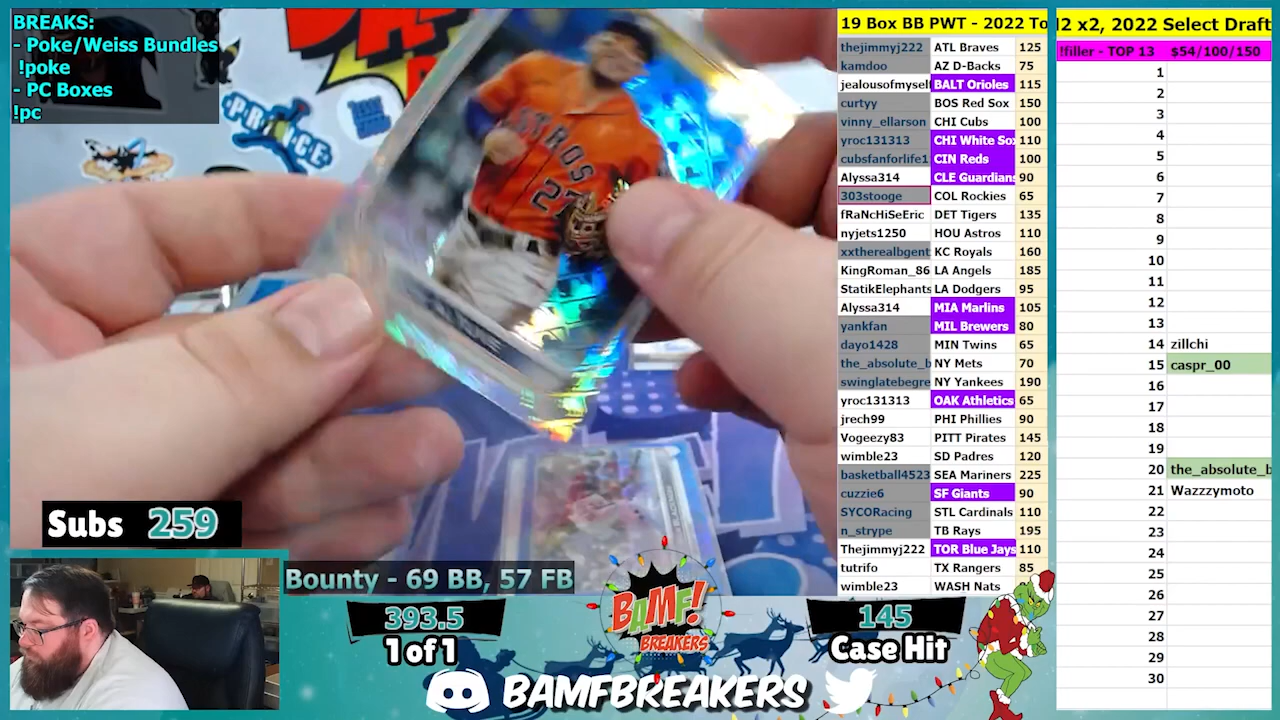 BREAKS:
- Poke/Weiss Bundles
!poke
- PC Boxes
!pc
PRINCE
ASTROS
27
19 Box BB PWT - 2022 To
thejimmyj222 ATL Braves 125
kamdoo AZ D-Backs 75
jealousofmysel BALT Orioles 115
curtyy BOS Red Sox 150
vinny_ellarson CHI Cubs 100
yroc131313 CHI White Sox 110
cubsfanforlife1 CIN Reds 100
Alyssa314 CLE Guardians 90
303stooge COL Rockies 65
fRaNcHiSeEric DET Tigers 135
nyjets1250 HOU Astros 110
xxtherealbgent KC Royals 160
KingRoman_86 LA Angels 185
StatikElephants LA Dodgers 95
Alyssa314 MIA Marlins 105
yankfan MIL Brewers 80
dayo1428 MIN Twins 65
the_absolute_b NY Mets 70
swinglatebegre NY Yankees 190
yroc131313 OAK Athletics 65
jrech99 PHI Phillies 90
Vogeezy83 PITT Pirates 145
wimble23 SD Padres 120
basketball4523 SEA Mariners 225
cuzzie6 SF Giants 90
SYCORacing STL Cardinals 110
n_strype TB Rays 195
Thejimmyj222 TOR Blue Jays 110
tutrifo TX Rangers 85
wimble23 WASH Nats
l2 x2, 2022 Select Draft
!filler - TOP 13 $54/100/150
1
2
3
4
5
6
7
8
9
10
11
12
13
14 zillchi
15 caspr_00
16
17
18
19
20 the_absolute_b
21 Wazzzymoto
22
23
24
25
26
27
28
29
30
Subs 259
Bounty - 69 BB, 57 FB
393.5
1 of 1
BAMF!
BREAKERS
145
Case Hit
BAMFBREAKERS